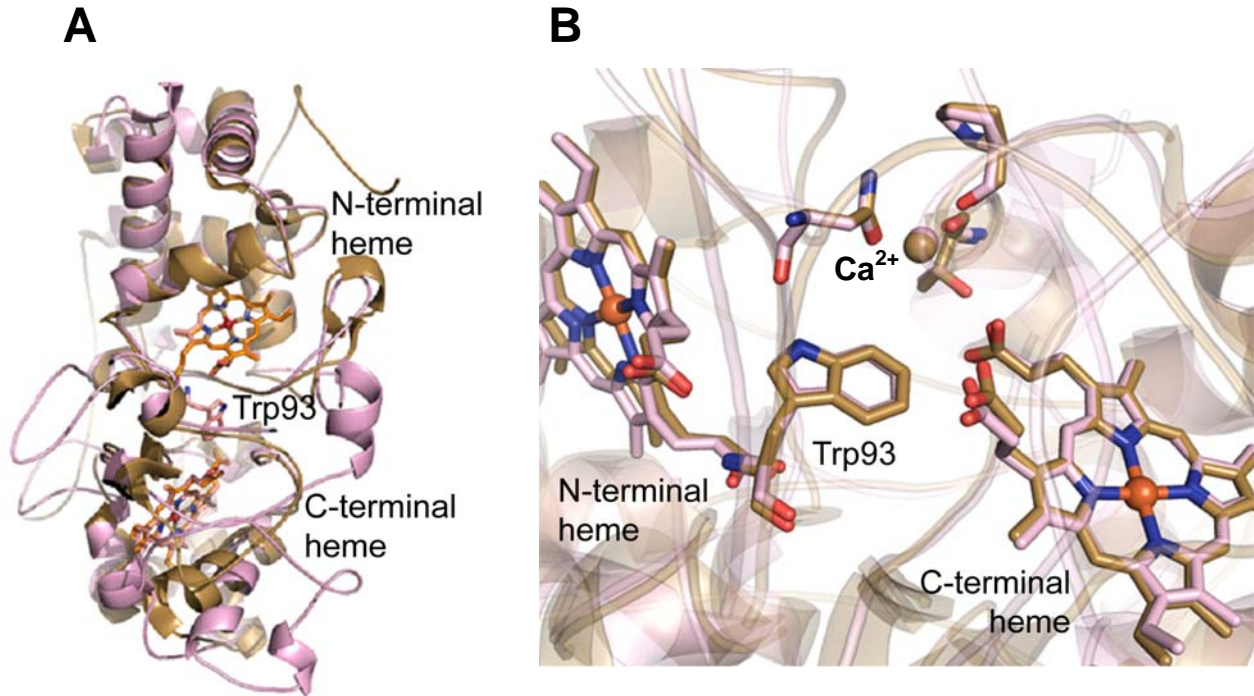 A
B
N-terminal
heme
Trp93
C-terminal
heme
Ca²⁺
Trp93
N-terminal
heme
C-terminal
heme